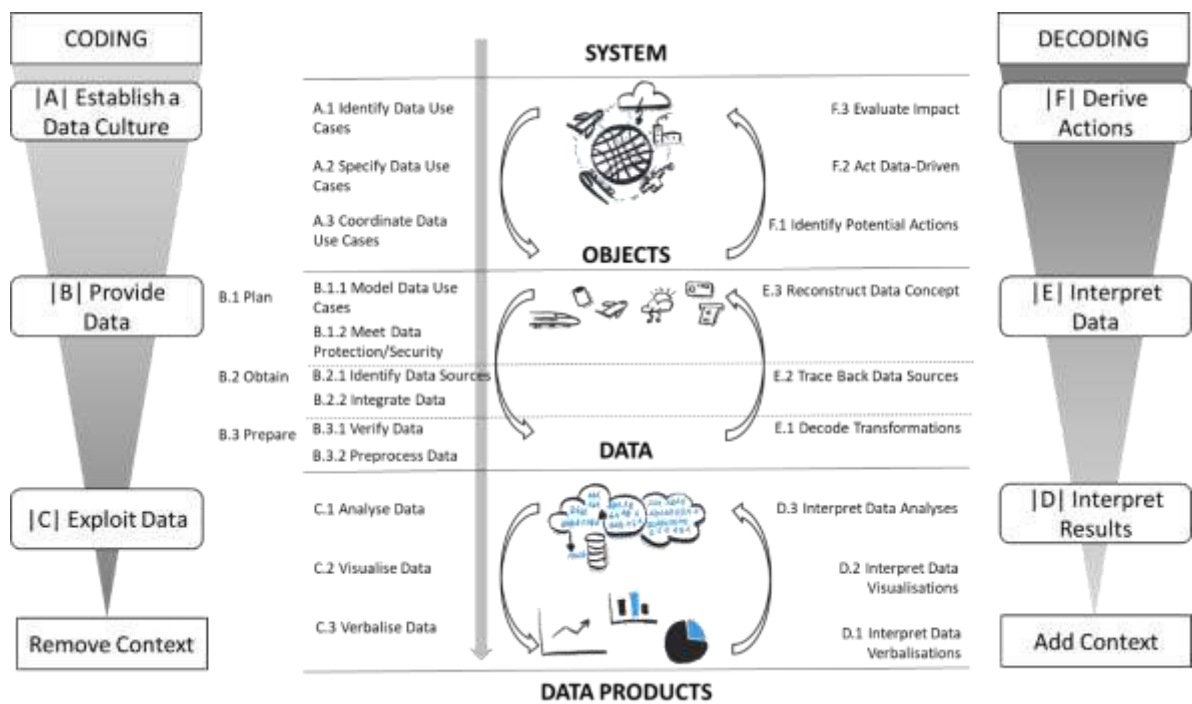 CODING
|A| Establish a
Data Culture
|B| Provide
Data
|C| Exploit Data
Remove Context
B.1 Plan
B.2 Obtain
B.3 Prepare
SYSTEM
A.1 Identify Data Use
Cases
A.2 Specify Data Use
Cases
A.3 Coordinate Data
Use Cases
F.3 Evaluate Impact
F.2 Act Data-Driven
F.1 Identify Potential Actions
OBJECTS
B.1.1 Model Data Use
Cases
B.1.2 Meet Data
Protection/Security
B.2.1 Identify Data Sources
B.2.2 Integrate Data
B.3.1 Verify Data
B.3.2 Preprocess Data
E.3 Reconstruct Data Concept
E.2 Trace Back Data Sources
E.1 Decode Transformations
DATA
C.1 Analyse Data
C.2 Visualise Data
C.3 Verbalise Data
D.3 Interpret Data Analyses
D.2 Interpret Data
Visualisations
D.1 Interpret Data
Verbalisations
DATA PRODUCTS
DECODING
|F| Derive
Actions
|E| Interpret
Data
|D| Interpret
Results
Add Context